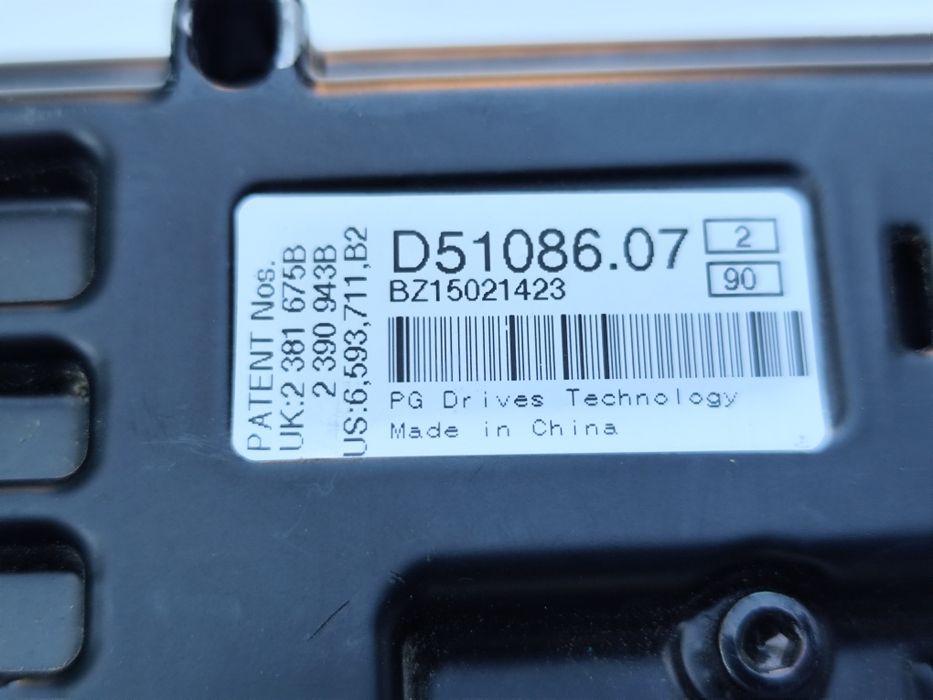 PATENT Nos.
UK:2 381 675B
2 390 943B
US:6,593,711,B2
D51086.07
2
BZ15021423
90
PG Drives Technology
Made in China